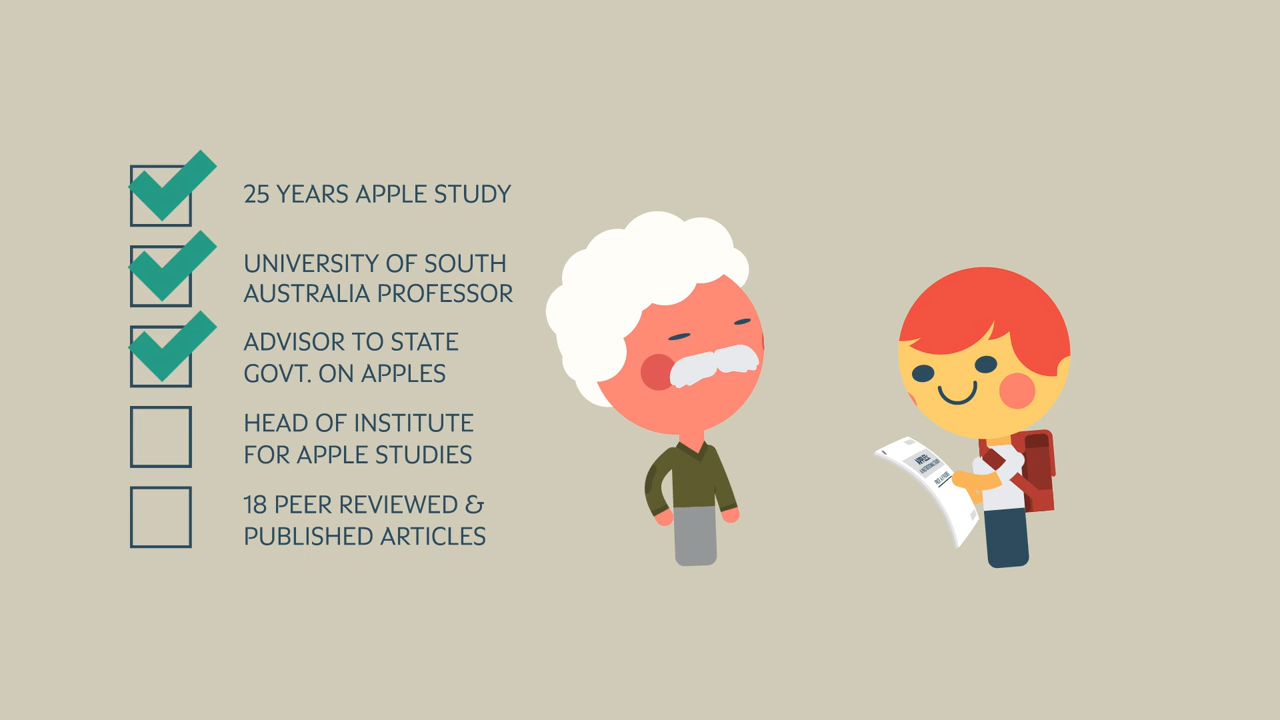 25 YEARS APPLE STUDY
UNIVERSITY OF SOUTH
AUSTRALIA PROFESSOR
ADVISOR TO STATE
GOVT. ON APPLES
HEAD OF INSTITUTE
FOR APPLE STUDIES
18 PEER REVIEWED &
PUBLISHED ARTICLES